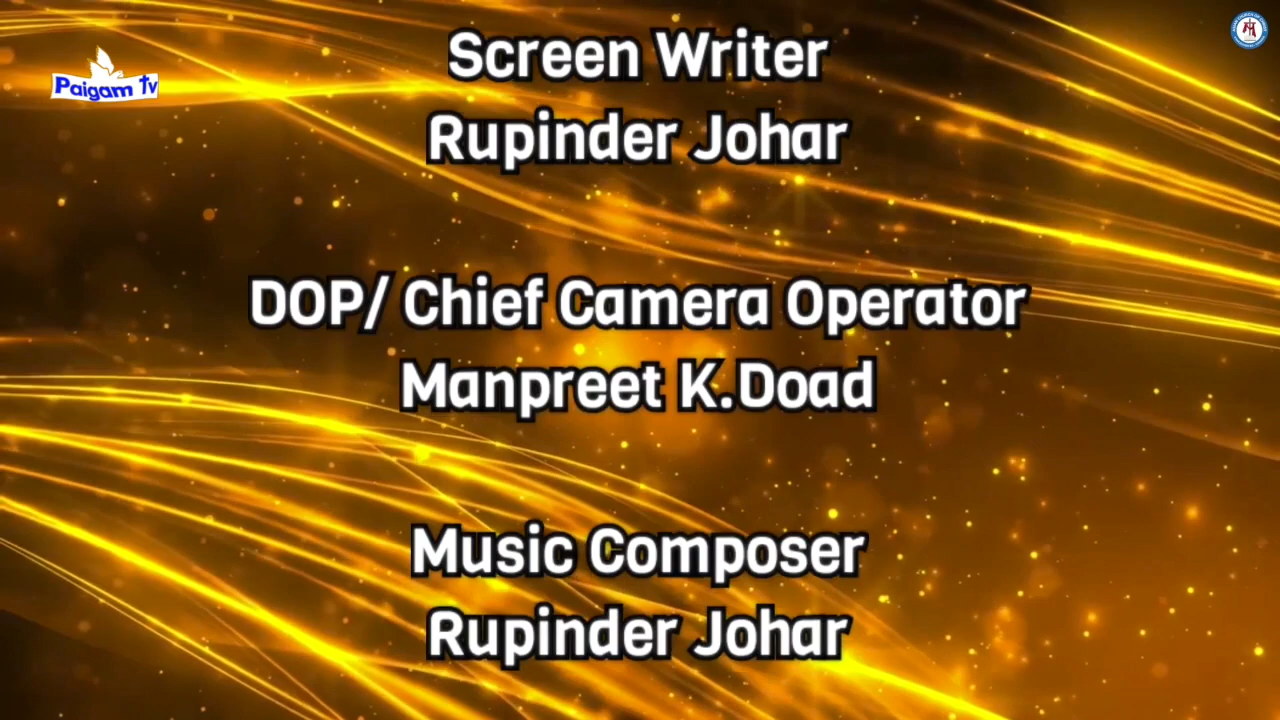 Screen Writer
Paigam Tv
Rupinder Johar
DOP/ Chief Camera Operator
Manpreet K.Doad
Music Composer
Rupinder Johar